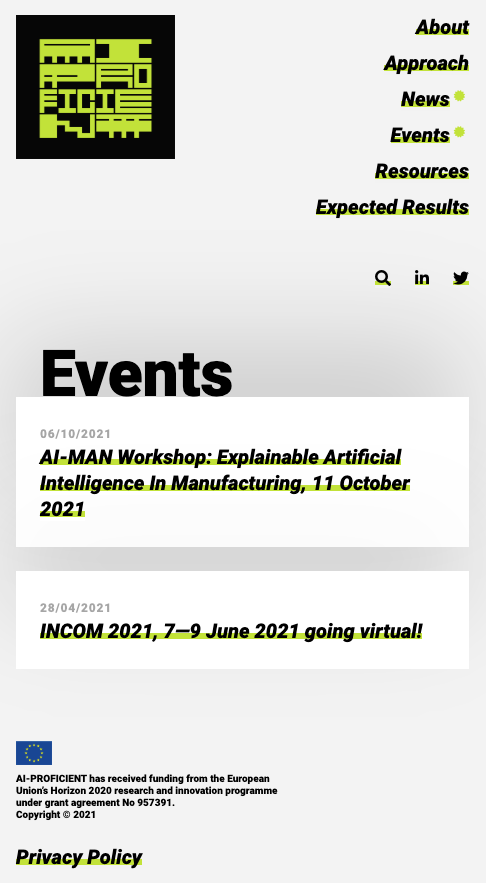 AI
PROFICIENT
About
Approach
News
Events
Resources
Expected Results
in
Events
06/10/2021
AI-MAN Workshop: Explainable Artificial
Intelligence In Manufacturing, 11 October
2021
28/04/2021
INCOM 2021, 7—9 June 2021 going virtual!
AI-PROFICIENT has received funding from the European
Union's Horizon 2020 research and innovation programme
under grant agreement No 957391.
Copyright © 2021
Privacy Policy